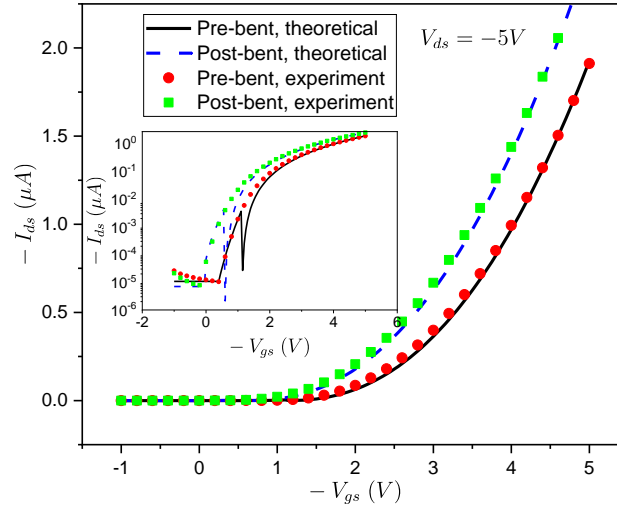 Pre-bent, theoretical
Post-bent, theoretical
Pre-bent, experiment
Post-bent, experiment
V_{ds} = −5V
2.0
1.5
1.0
0.5
0.0
− I_{ds} (μA)
10^0
10^{-1}
10^{-2}
10^{-3}
10^{-4}
10^{-5}
10^{-6}
− I_{ds} (μA)
-2 0 2 4 6
− V_{gs} (V)
-1 0 1 2 3 4 5
− V_{gs} (V)